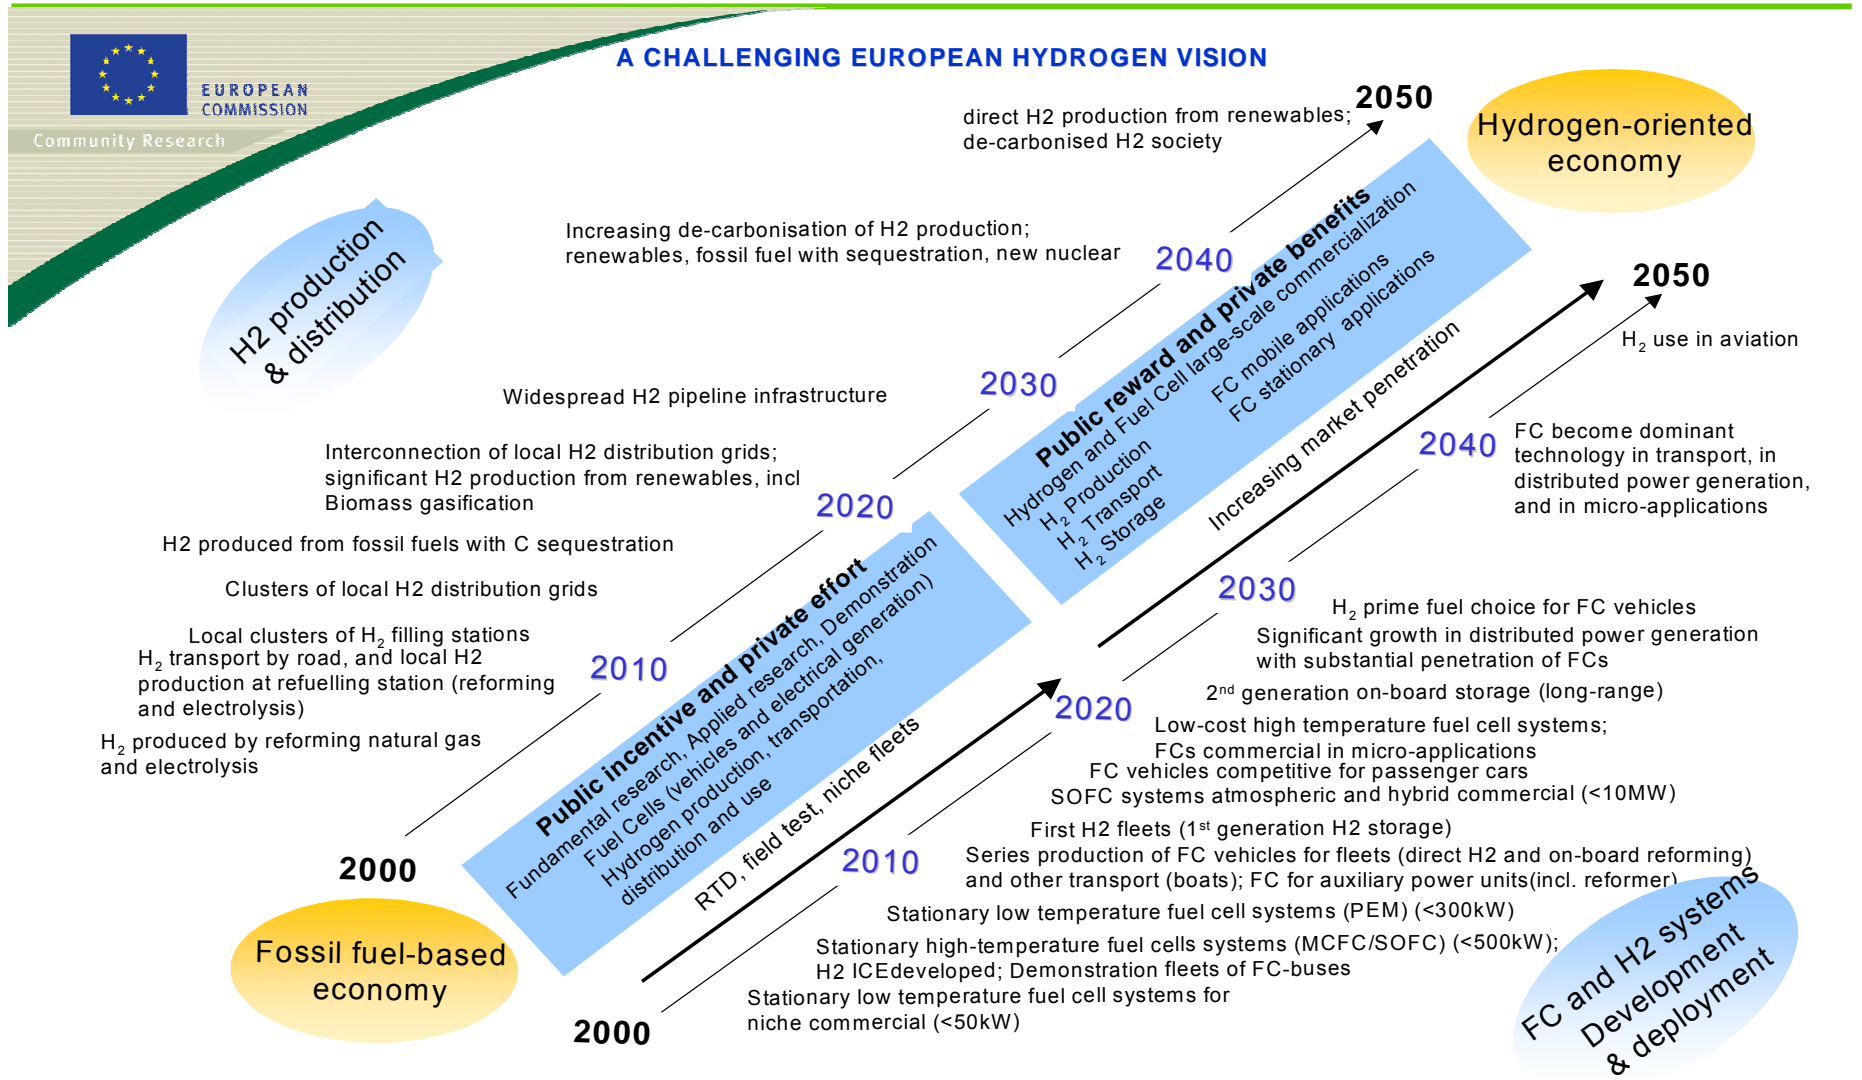 A CHALLENGING EUROPEAN HYDROGEN VISION
EUROPEAN
COMMISSION
Community Research
H2 production
& distribution
2050
direct H2 production from renewables;
de-carbonised H2 society
Hydrogen-oriented
economy
Increasing de-carbonisation of H2 production;
renewables, fossil fuel with sequestration, new nuclear
2040
2030
Widespread H2 pipeline infrastructure
Interconnection of local H2 distribution grids;
significant H2 production from renewables, incl
Biomass gasification
2020
H2 produced from fossil fuels with C sequestration
Clusters of local H2 distribution grids
Local clusters of H2 filling stations
H2 transport by road, and local H2
production at refuelling station (reforming
and electrolysis)
2010
H2 produced by reforming natural gas
and electrolysis
2000
Fossil fuel-based
economy
Public reward and private benefits
Hydrogen and Fuel Cell large-scale commercialization
H2 Production
H2 Transport
H2 Storage
FC mobile applications
FC stationary applications
Public incentive and private effort
Fundamental research, Applied research, Demonstration
Fuel Cells (vehicles and electrical generation)
Hydrogen production, transportation,
distribution and use
Increasing market penetration
RTD, field test, niche fleets
2050
H2 use in aviation
2040
FC become dominant
technology in transport, in
distributed power generation,
and in micro-applications
2030
H2 prime fuel choice for FC vehicles
Significant growth in distributed power generation
with substantial penetration of FCs
2nd generation on-board storage (long-range)
2020
Low-cost high temperature fuel cell systems;
FCs commercial in micro-applications
FC vehicles competitive for passenger cars
SOFC systems atmospheric and hybrid commercial (<10MW)
First H2 fleets (1st generation H2 storage)
2010
Series production of FC vehicles for fleets (direct H2 and on-board reforming)
and other transport (boats); FC for auxiliary power units(incl. reformer)
Stationary low temperature fuel cell systems (PEM) (<300kW)
Stationary high-temperature fuel cells systems (MCFC/SOFC) (<500kW);
H2 ICEdeveloped; Demonstration fleets of FC-buses
Stationary low temperature fuel cell systems for
niche commercial (<50kW)
2000
FC and H2 systems
Development
& deployment